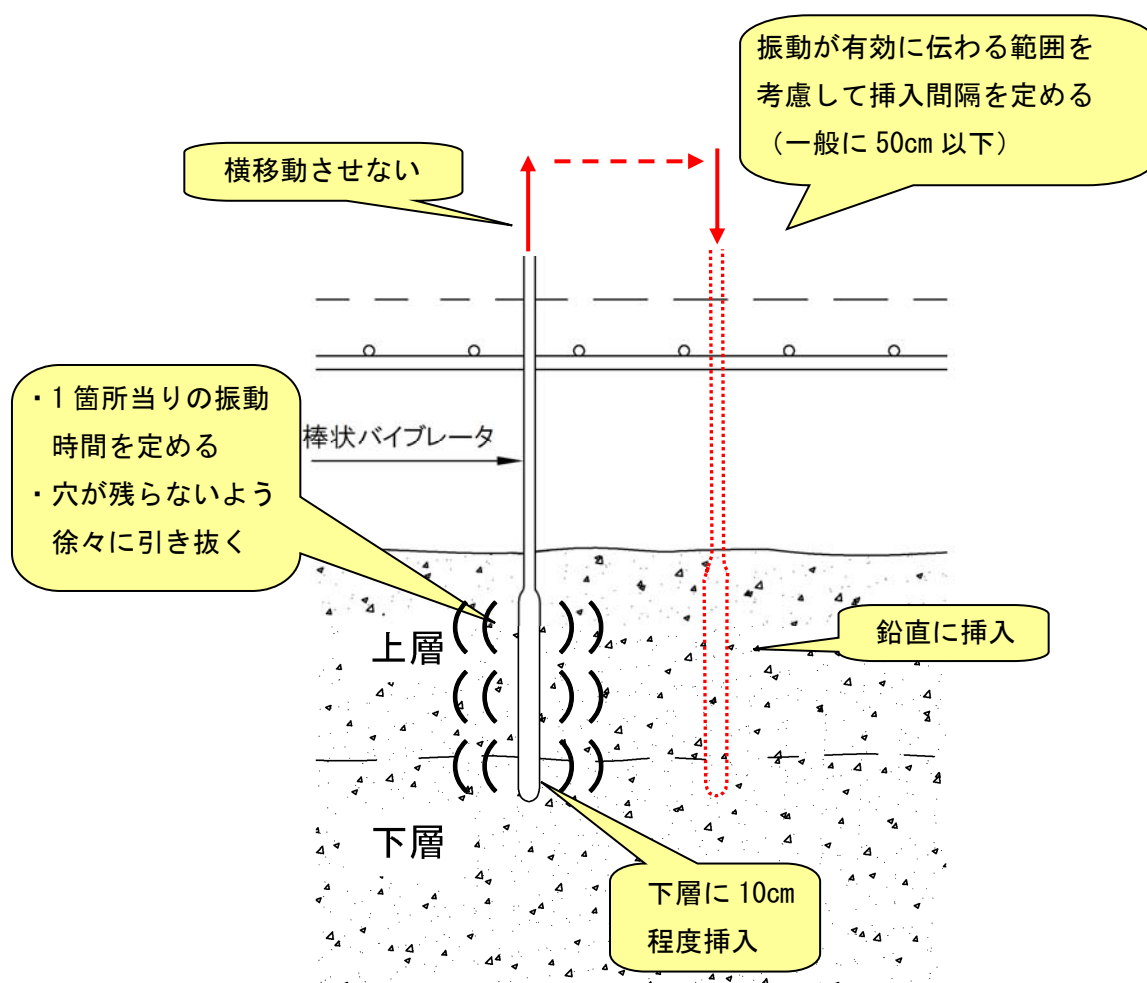 振動が有効に伝わる範囲を
考慮して挿入間隔を定める
（一般に 50cm 以下）
横移動させない
・1 箇所当りの振動
時間を定める
・穴が残らないよう
徐々に引き抜く
棒状バイブレータ
上層
鉛直に挿入
下層
下層に 10cm
程度挿入